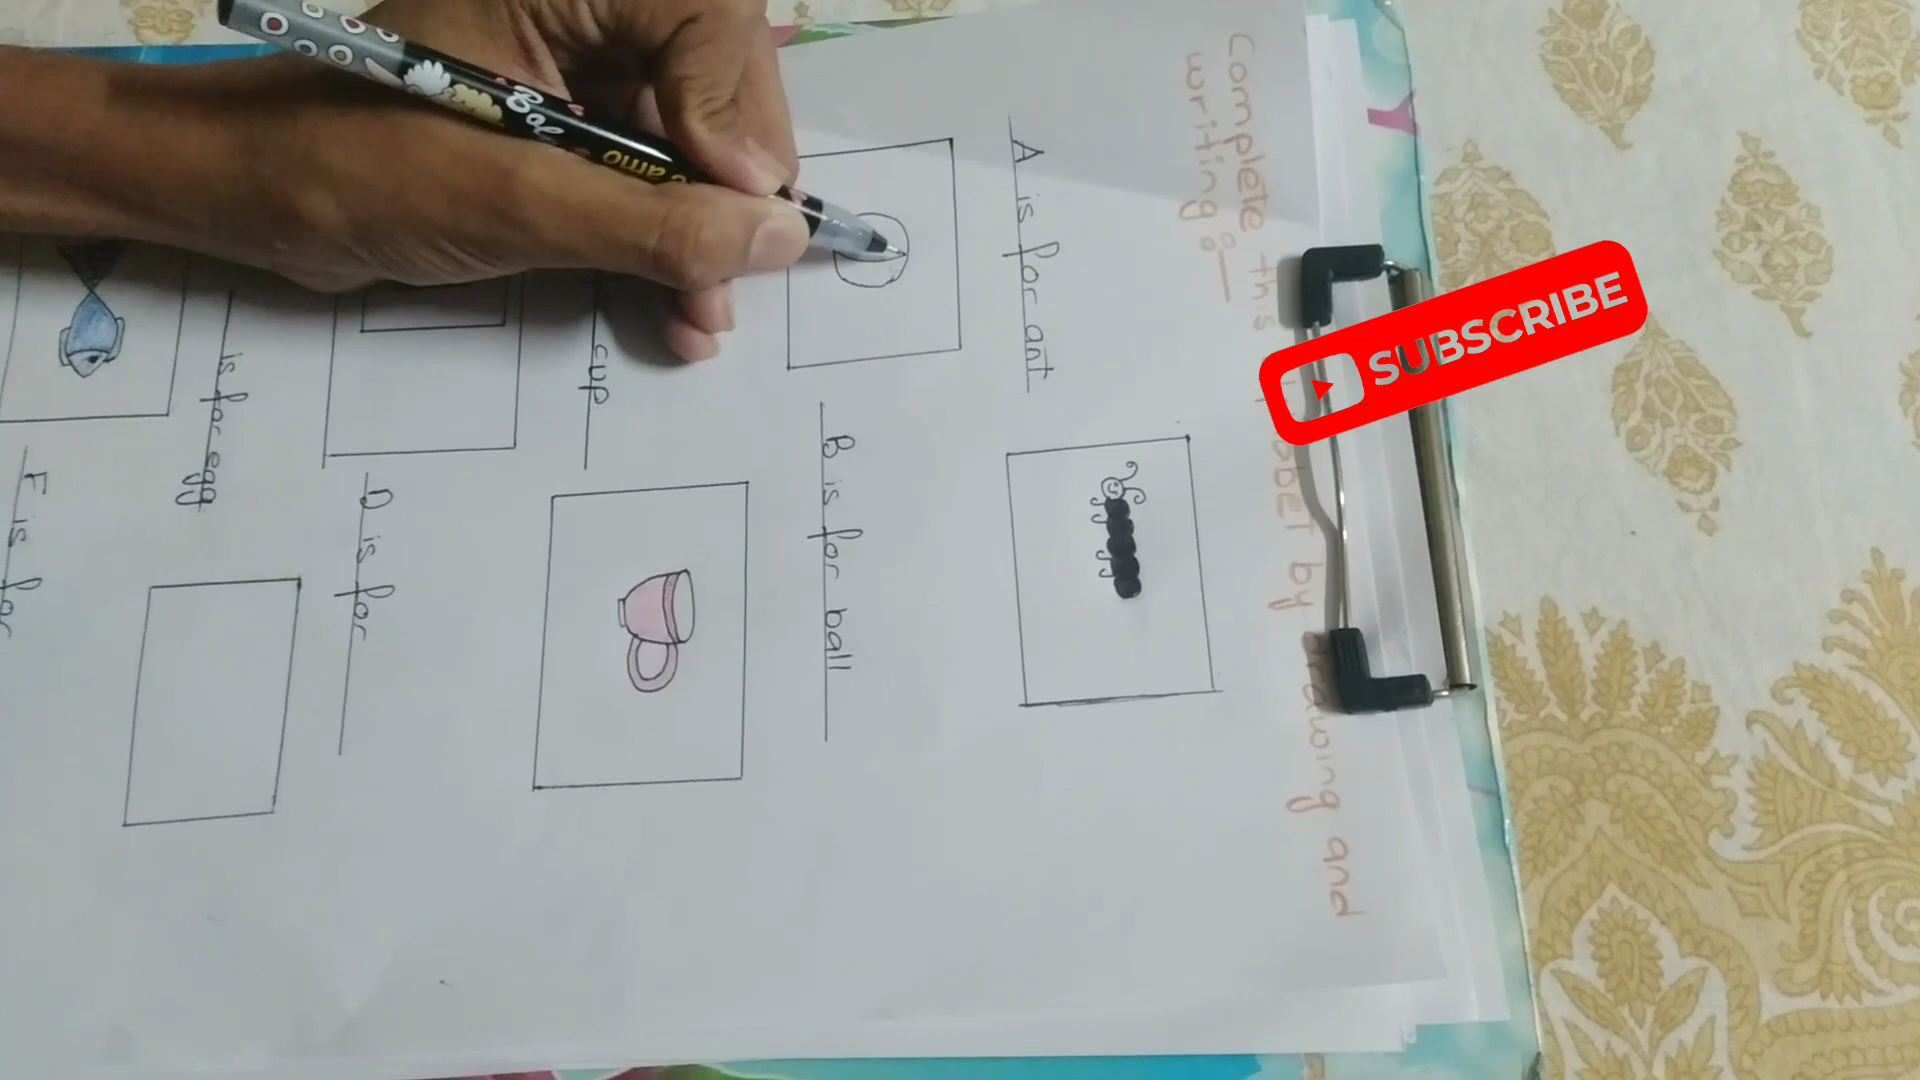 Complete this by drawing and
writing :—
A is for ant
B is for ball
cup
D is for
is for egg
F is for
SUBSCRIBE